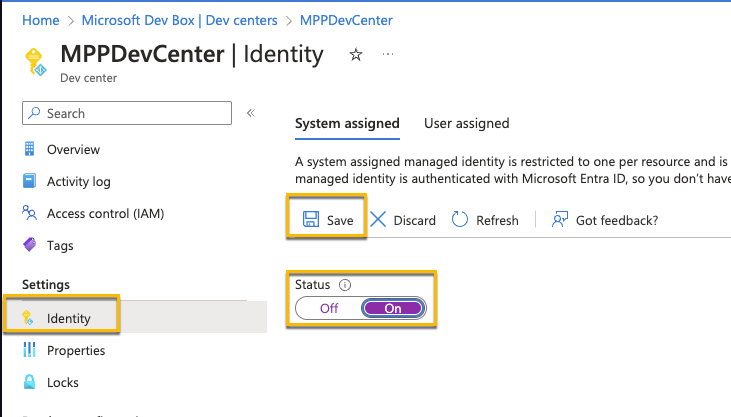 Home > Microsoft Dev Box | Dev centers > MPPDevCenter
MPPDevCenter | Identity
Dev center
Search
Overview
Activity log
Access control (IAM)
Tags
Settings
Identity
Properties
Locks
System assigned User assigned
A system assigned managed identity is restricted to one per resource and is
managed identity is authenticated with Microsoft Entra ID, so you don't have
Save Discard Refresh Got feedback?
Status
Off On